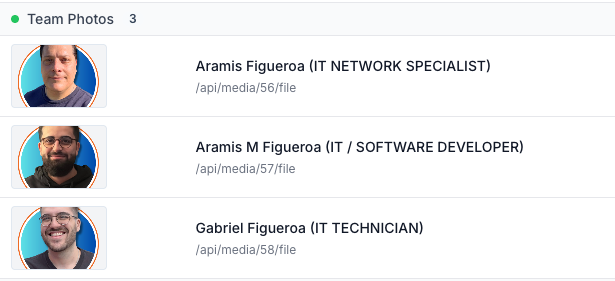 Team Photos 3
Aramis Figueroa (IT NETWORK SPECIALIST)
/api/media/56/file
Aramis M Figueroa (IT / SOFTWARE DEVELOPER)
/api/media/57/file
Gabriel Figueroa (IT TECHNICIAN)
/api/media/58/file